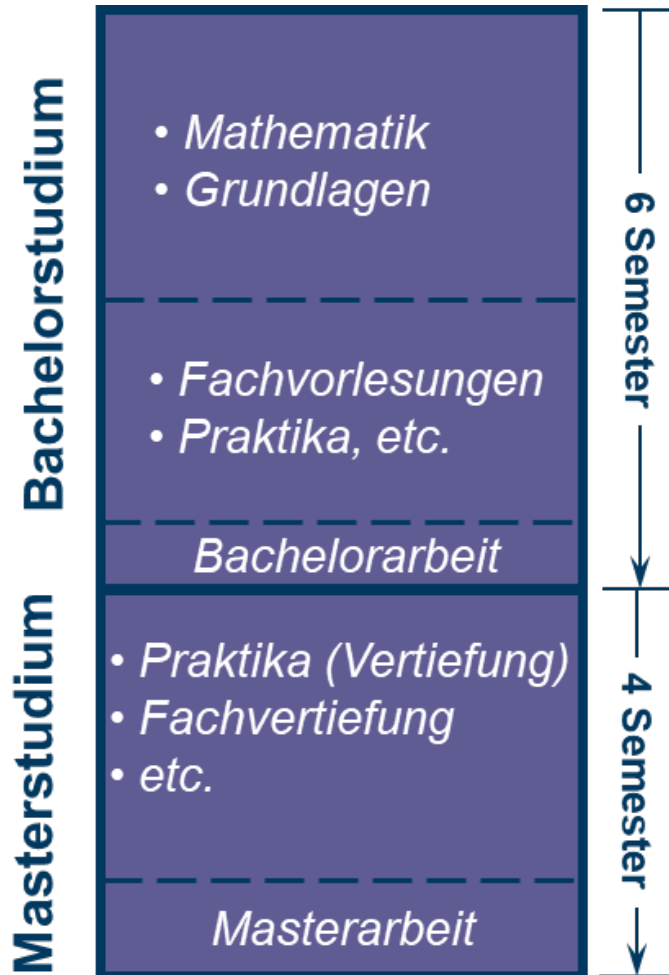 Bachelorstudium
• Mathematik
• Grundlagen
• Fachvorlesungen
• Praktika, etc.
Bachelorarbeit
6 Semester
Masterstudium
• Praktika (Vertiefung)
• Fachvertiefung
• etc.
Masterarbeit
4 Semester